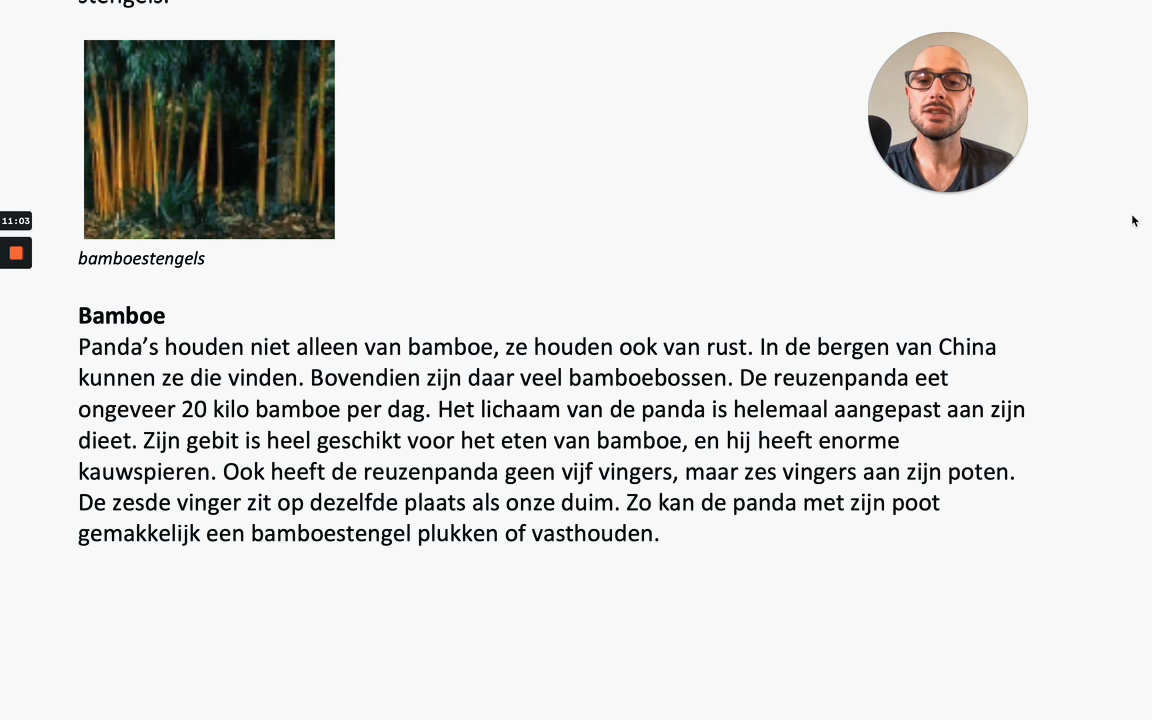 stengels.
11:03
bamboestengels
Bamboe
Panda’s houden niet alleen van bamboe, ze houden ook van rust. In de bergen van China
kunnen ze die vinden. Bovendien zijn daar veel bamboebossen. De reuzenpanda eet
ongeveer 20 kilo bamboe per dag. Het lichaam van de panda is helemaal aangepast aan zijn
dieet. Zijn gebit is heel geschikt voor het eten van bamboe, en hij heeft enorme
kauwspieren. Ook heeft de reuzenpanda geen vijf vingers, maar zes vingers aan zijn poten.
De zesde vinger zit op dezelfde plaats als onze duim. Zo kan de panda met zijn poot
gemakkelijk een bamboestengel plukken of vasthouden.